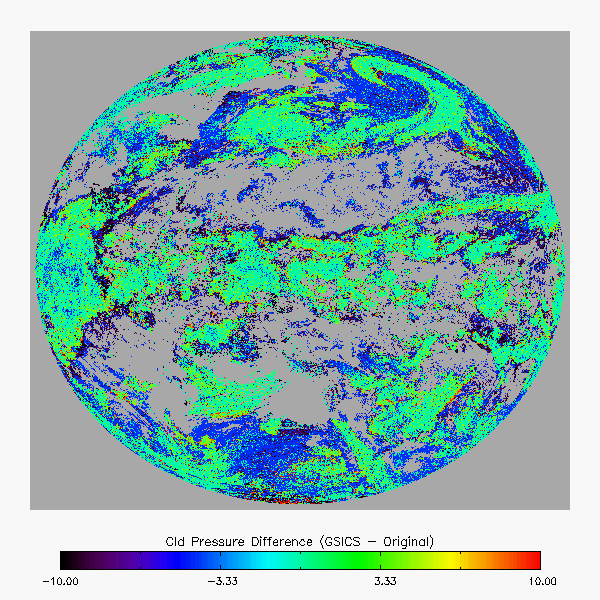 Cld Pressure Difference (GSICS – Original)
-10.00 -3.33 3.33 10.00